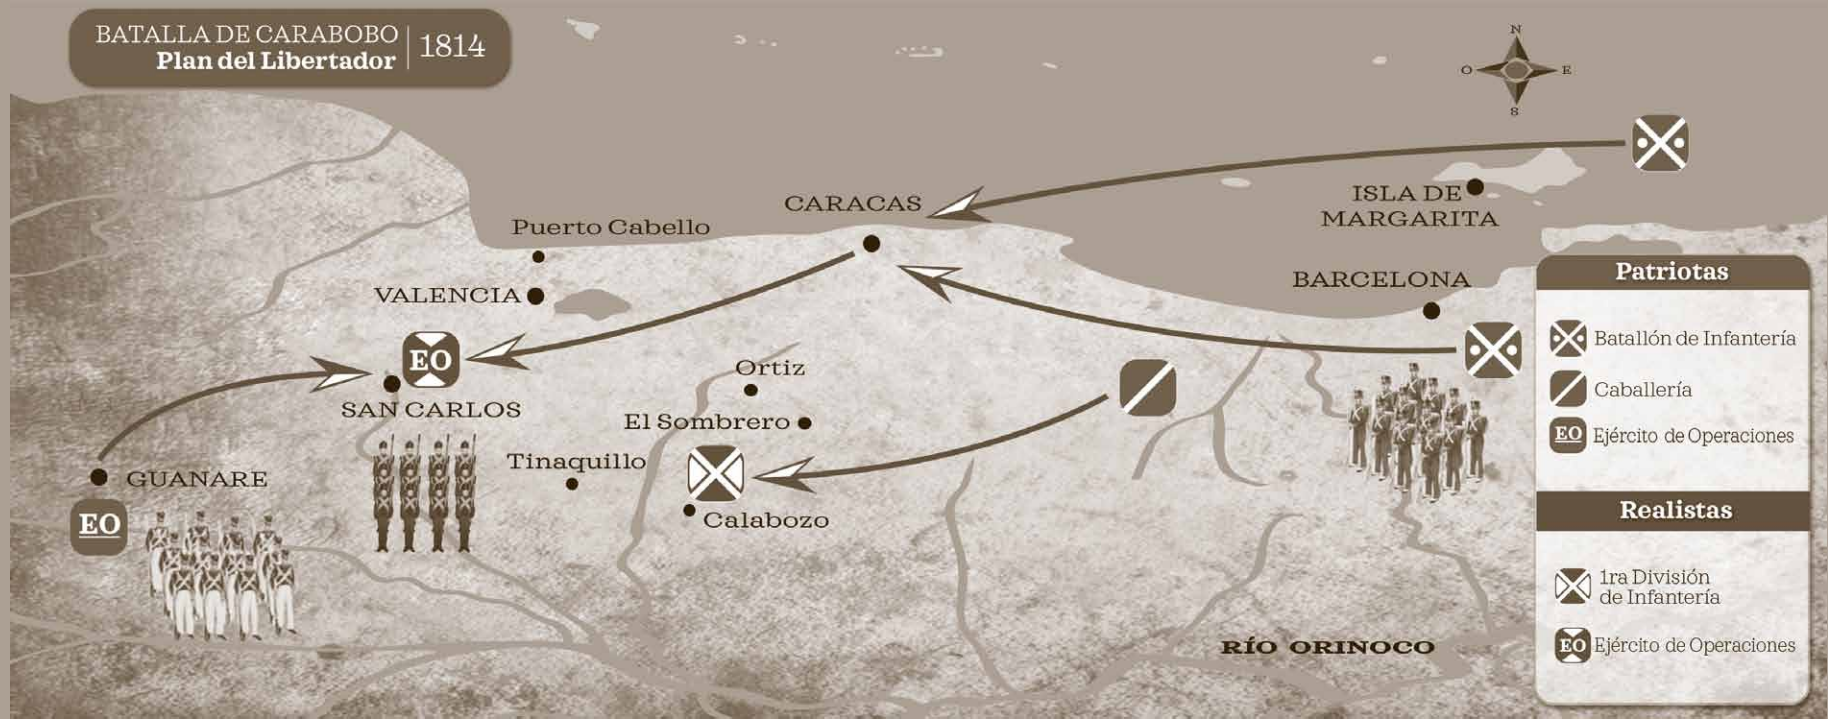 BATALLA DE CARABOBO
Plan del Libertador
1814
N
O
E
S
CARACAS
ISLA DE
MARGARITA
Puerto Cabello
VALENCIA
BARCELONA
EO
SAN CARLOS
Ortiz
El Sombrero
Tinaquillo
GUANARE
EO
Calabozo
RÍO ORINOCO
Patriotas
Batallón de Infantería
Caballería
EO Ejército de Operaciones
Realistas
1ra División
de Infantería
EO Ejército de Operaciones